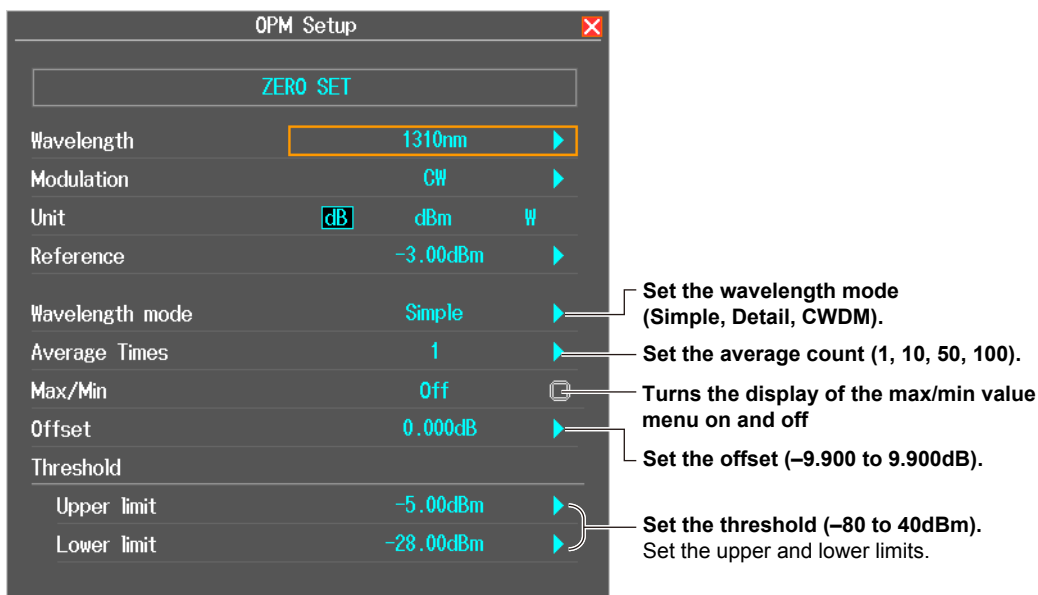 OPM Setup
ZERO SET
Wavelength 1310nm
Modulation CW
Unit dB dBm W
Reference -3.00dBm
Wavelength mode Simple
Set the wavelength mode
(Simple, Detail, CWDM).
Average Times 1
Set the average count (1, 10, 50, 100).
Max/Min Off
Turns the display of the max/min value
menu on and off
Offset 0.000dB
Set the offset (–9.900 to 9.900dB).
Threshold
Upper limit -5.00dBm
Set the threshold (–80 to 40dBm).
Lower limit -28.00dBm
Set the upper and lower limits.